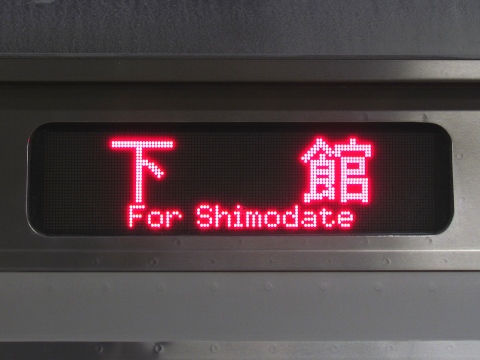 下館
For Shimodate